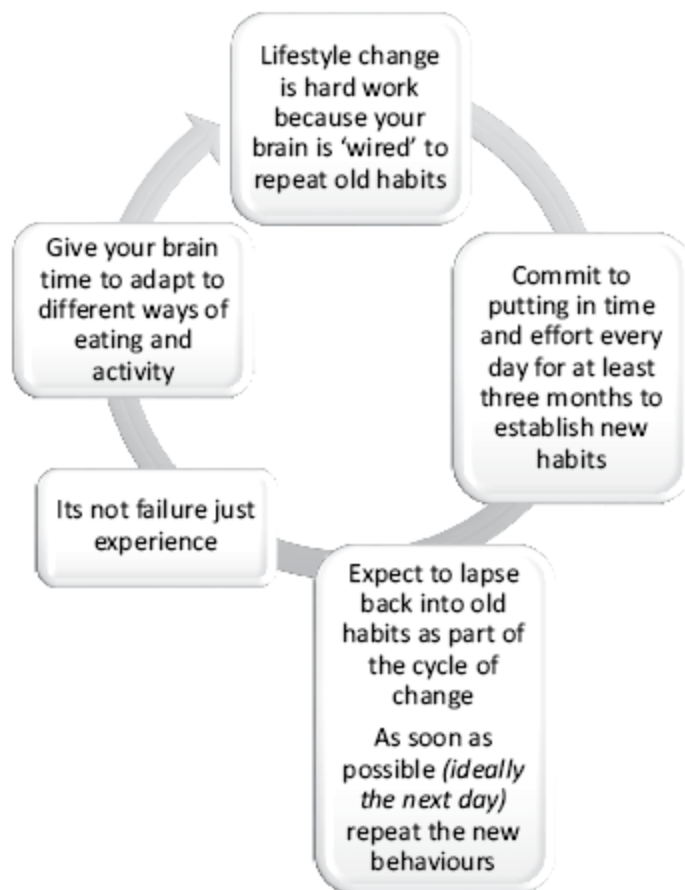 Lifestyle change
is hard work
because your
brain is ‘wired’ to
repeat old habits
Commit to
putting in time
and effort every
day for at least
three months to
establish new
habits
Expect to lapse
back into old
habits as part of
the cycle of
change
As soon as
possible (ideally
the next day)
repeat the new
behaviours
Its not failure just
experience
Give your brain
time to adapt to
different ways of
eating and
activity